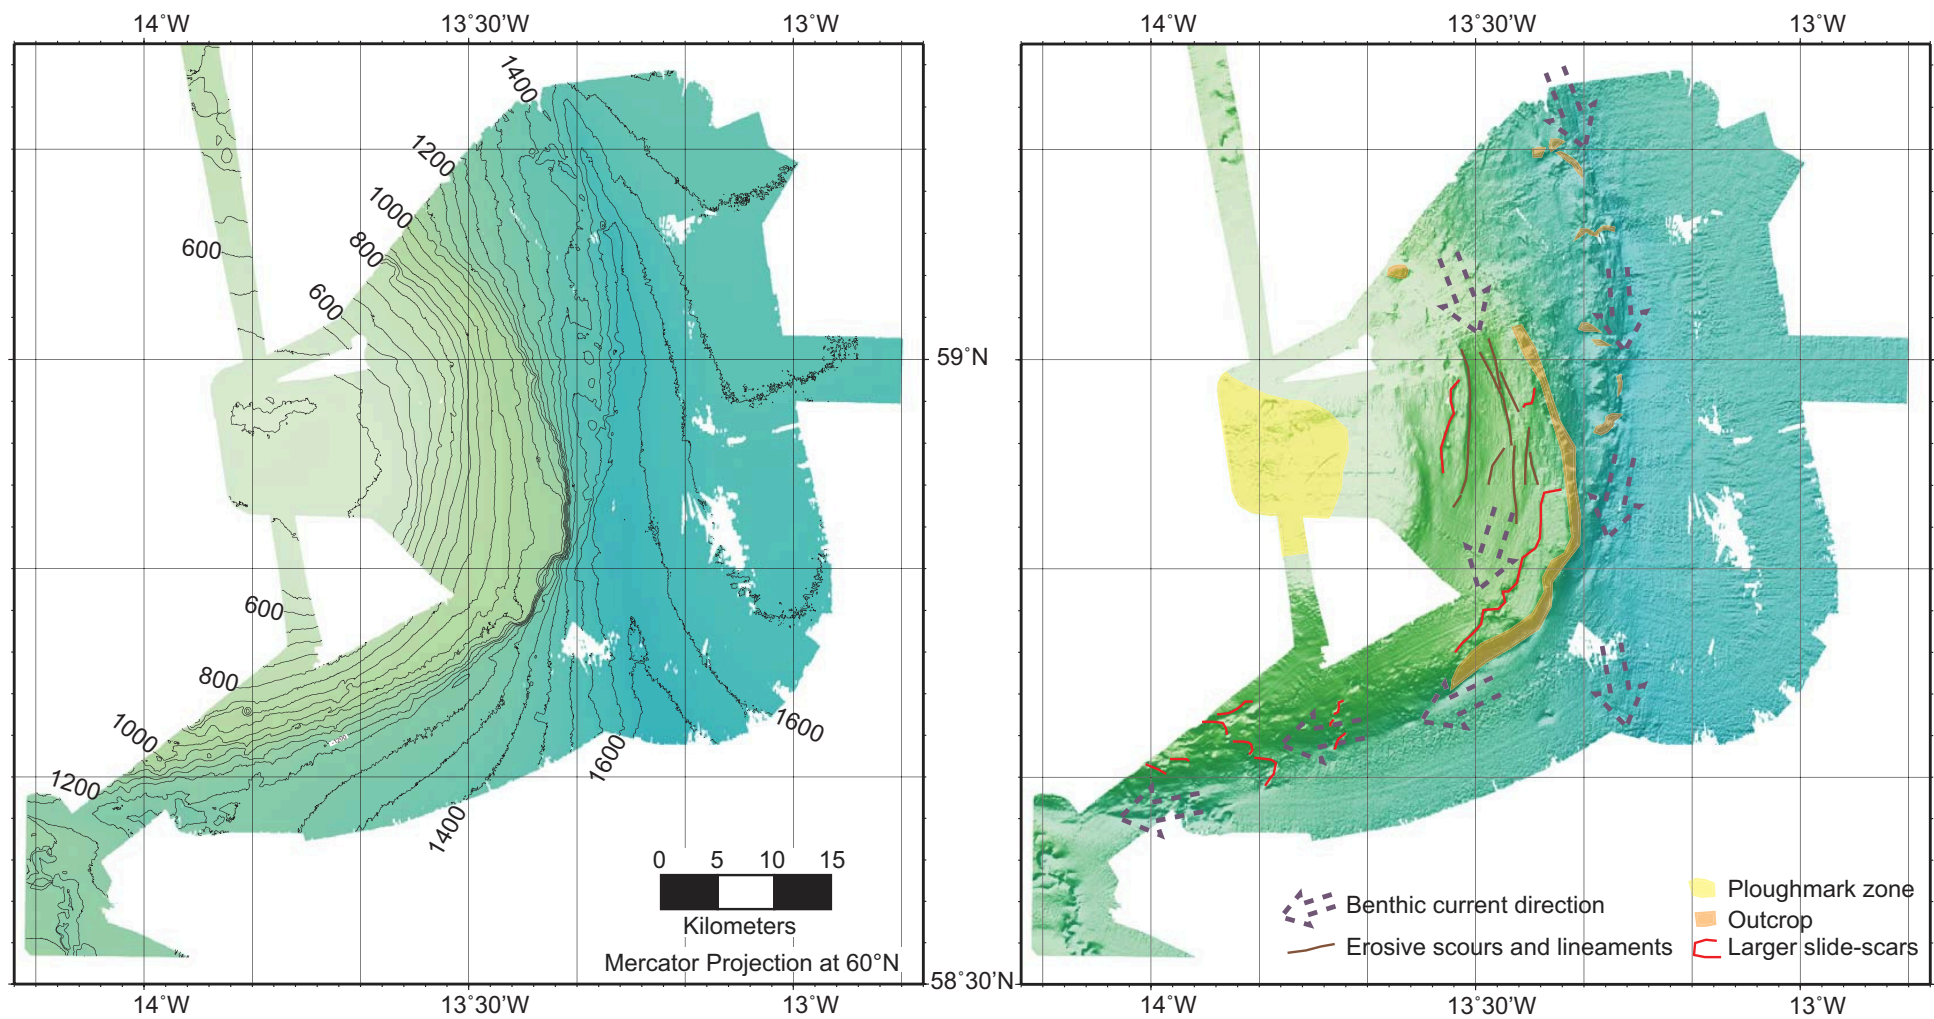 14˚W
13˚30'W
13˚W
14˚W
13˚30'W
13˚W
1400
1200
1000
800
600
600
59˚N
600
800
1000
1200
1400
1600
1600
-1200
0 5 10 15
Kilometers
Mercator Projection at 60°N
58˚30'N
Benthic current direction
Erosive scours and lineaments
Ploughmark zone
Outcrop
Larger slide-scars
14˚W
13˚30'W
13˚W
14˚W
13˚30'W
13˚W